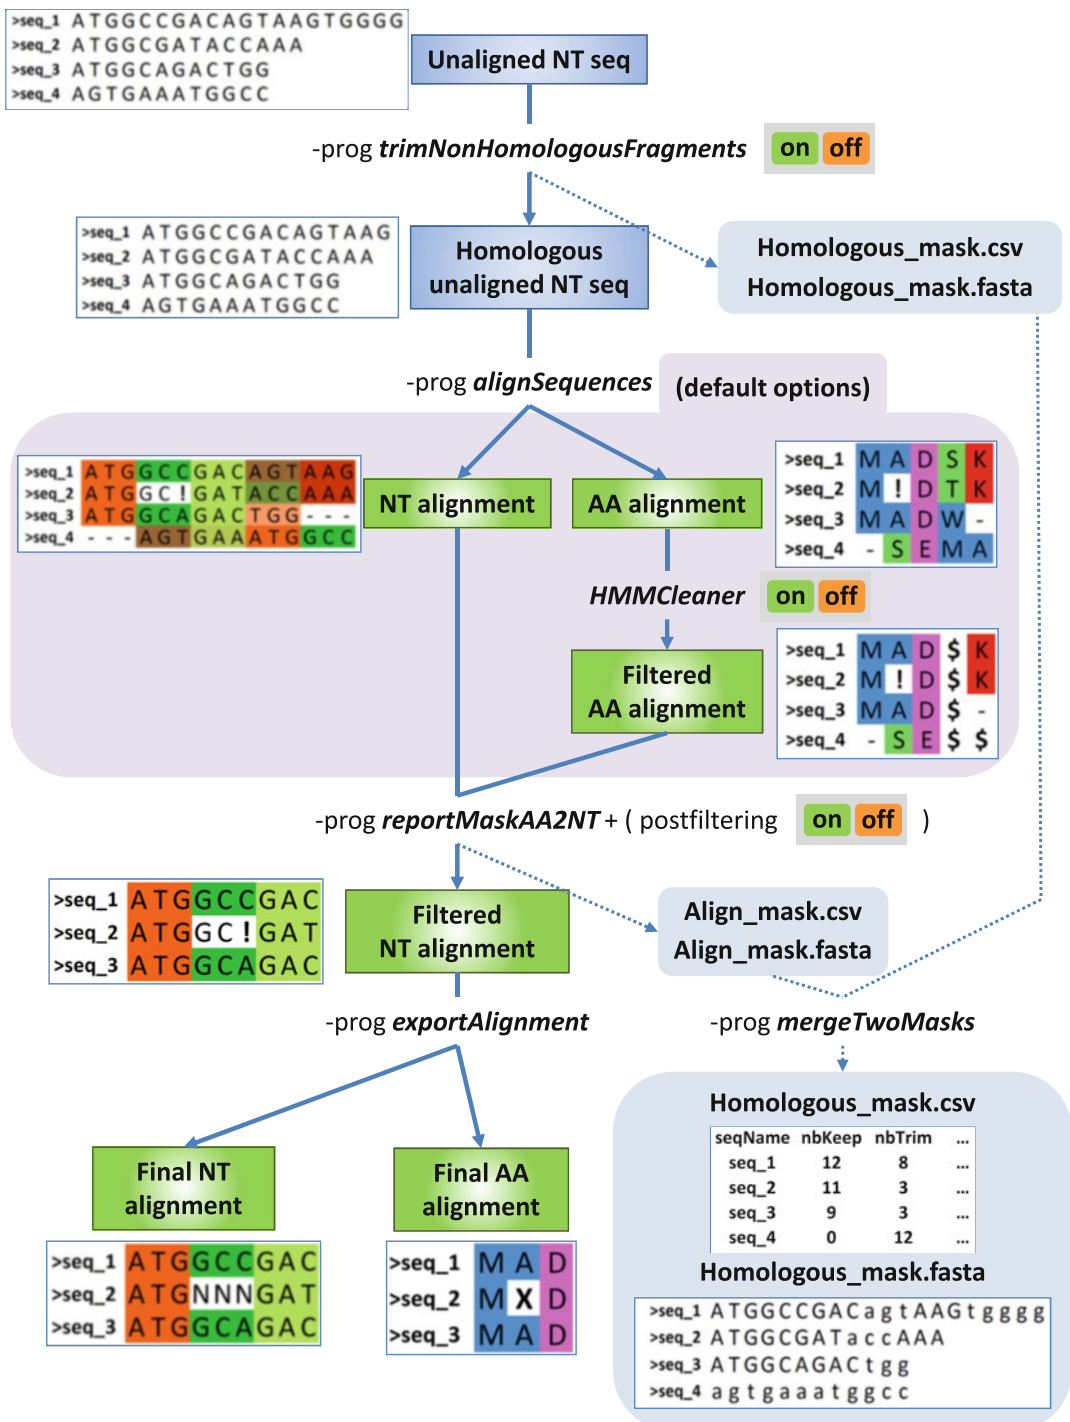 >seq_1 ATGGCCGACAGTAAGTGGGG
>seq_2 ATGGCGATACCAAA
>seq_3 ATGGCAGACTGG
>seq_4 AGTGAAATGGCC
Unaligned NT seq
-prog trimNonHomologousFragments on off
>seq_1 ATGGCCGACAGTAAG
>seq_2 ATGGCGATACCAAA
>seq_3 ATGGCAGACTGG
>seq_4 AGTGAAATGGCC
Homologous
unaligned NT seq
Homologous_mask.csv
Homologous_mask.fasta
-prog alignSequences (default options)
>seq_1 ATGGCCGACAGTAAG
>seq_2 ATGGC!GATACCAAA
>seq_3 ATGGCAGACTGG---
>seq_4 ---AGTGAAATGGCC
NT alignment
AA alignment
>seq_1 MADSK
>seq_2 M!DTK
>seq_3 MADW-
>seq_4 -SEMA
HMMCleaner on off
Filtered
AA alignment
>seq_1 MAD$K
>seq_2 M!D$K
>seq_3 MAD$-
>seq_4 -SE$$
-prog reportMaskAA2NT + ( postfiltering on off )
>seq_1 ATGGCCGAC
>seq_2 ATGGC!GAT
>seq_3 ATGGCAGAC
Filtered
NT alignment
Align_mask.csv
Align_mask.fasta
-prog exportAlignment
-prog mergeTwoMasks
Final NT
alignment
>seq_1 ATGGCCGAC
>seq_2 ATGNNNGAT
>seq_3 ATGGCAGAC
Final AA
alignment
>seq_1 MAD
>seq_2 MXD
>seq_3 MAD
Homologous_mask.csv
seqName nbKeep nbTrim ...
seq_1 12 8 ...
seq_2 11 3 ...
seq_3 9 3 ...
seq_4 0 12 ...
Homologous_mask.fasta
>seq_1 ATGGCCGACagtAAGtgggg
>seq_2 ATGGCGATaccAAA
>seq_3 ATGGCAGACtgg
>seq_4 agtgaaatggcc